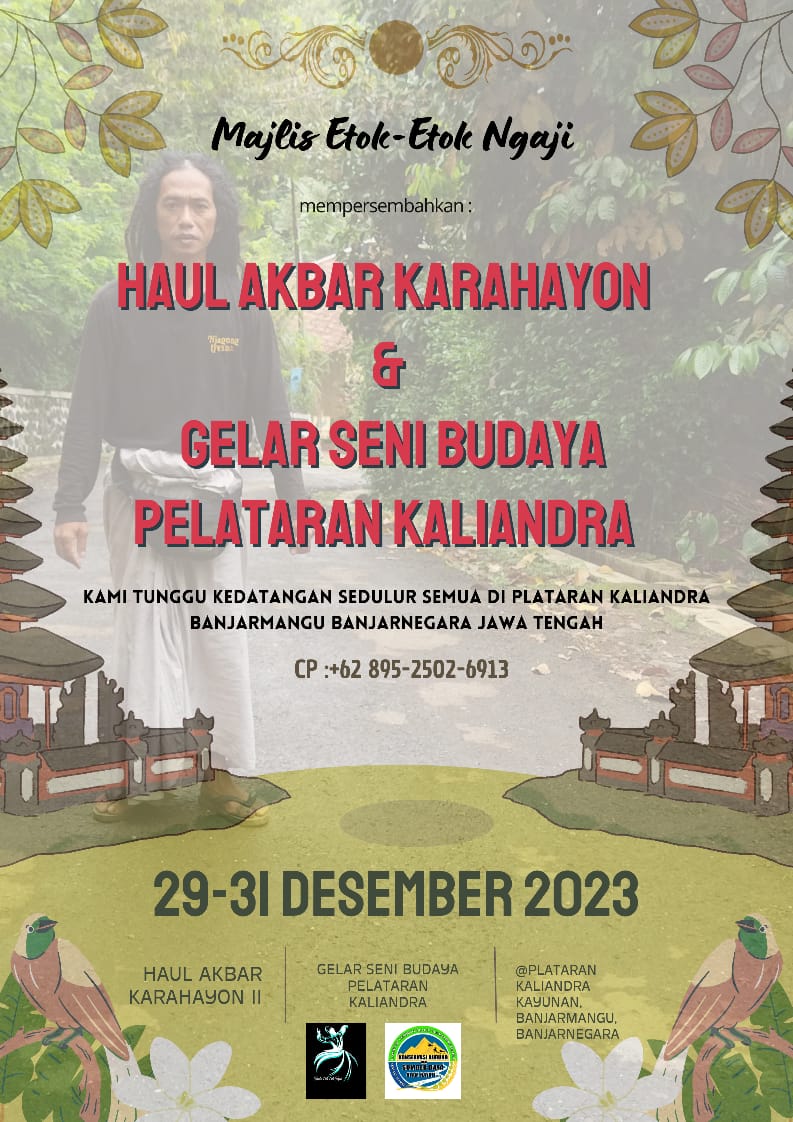 Majlis Etok-Etok Ngaji
mempersembahkan :
HAUL AKBAR KARAHAYON
&
GELAR SENI BUDAYA
PELATARAN KALIANDRA
KAMI TUNGGU KEDATANGAN SEDULUR SEMUA DI PLATARAN KALIANDRA
BANJARMANGU BANJARNEGARA JAWA TENGAH
CP :+62 895-2502-6913
29-31 DESEMBER 2023
HAUL AKBAR
KARAHAYON II
GELAR SENI BUDAYA
PELATARAN
KALIANDRA
@PLATARAN
KALIANDRA
KAYUNAN,
BANJARMANGU,
BANJARNEGARA
SUMBER DAYA